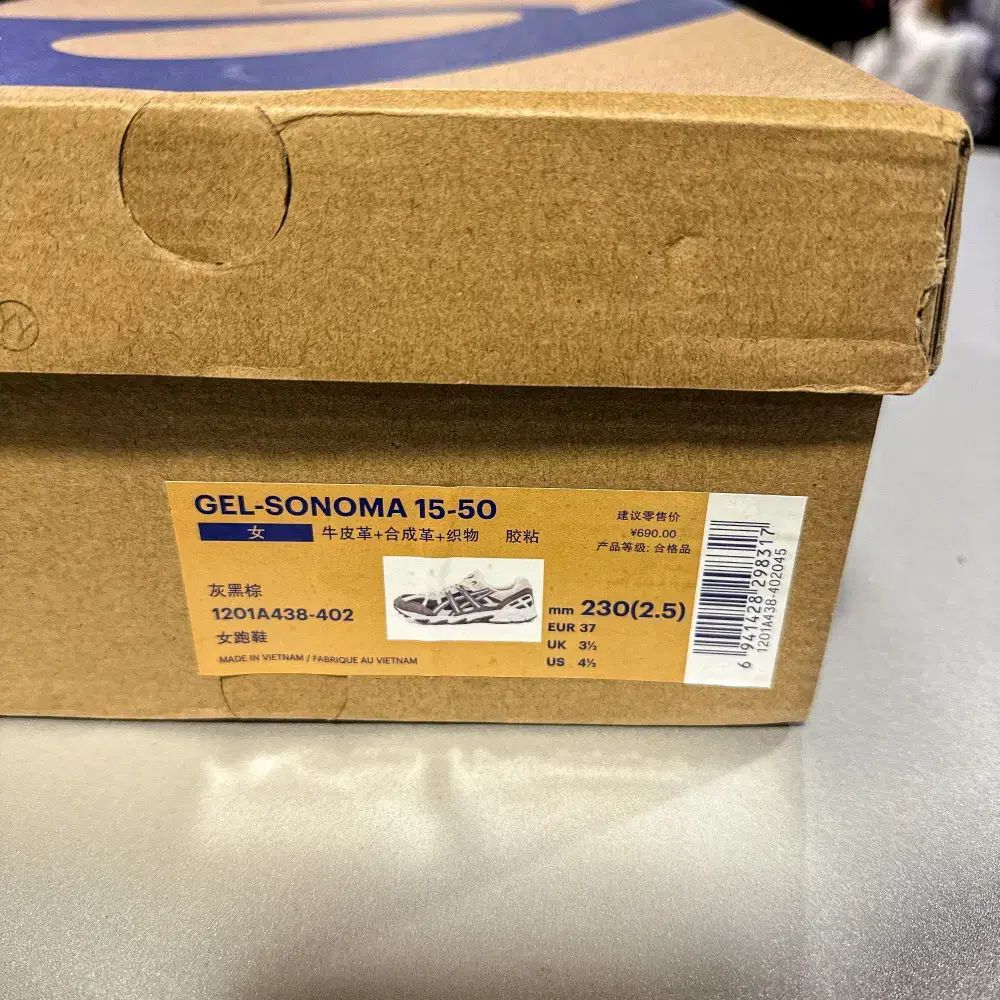 GEL-SONOMA 15-50
女 牛皮革+合成革+织物 胶粘
建议零售价
¥690.00
产品等级: 合格品
灰黑棕
1201A438-402
女跑鞋
MADE IN VIETNAM / FABRIQUE AU VIETNAM
mm 230(2.5)
EUR 37
UK 3½
US 4½
6 941428 298317
1201A438-402045
YY